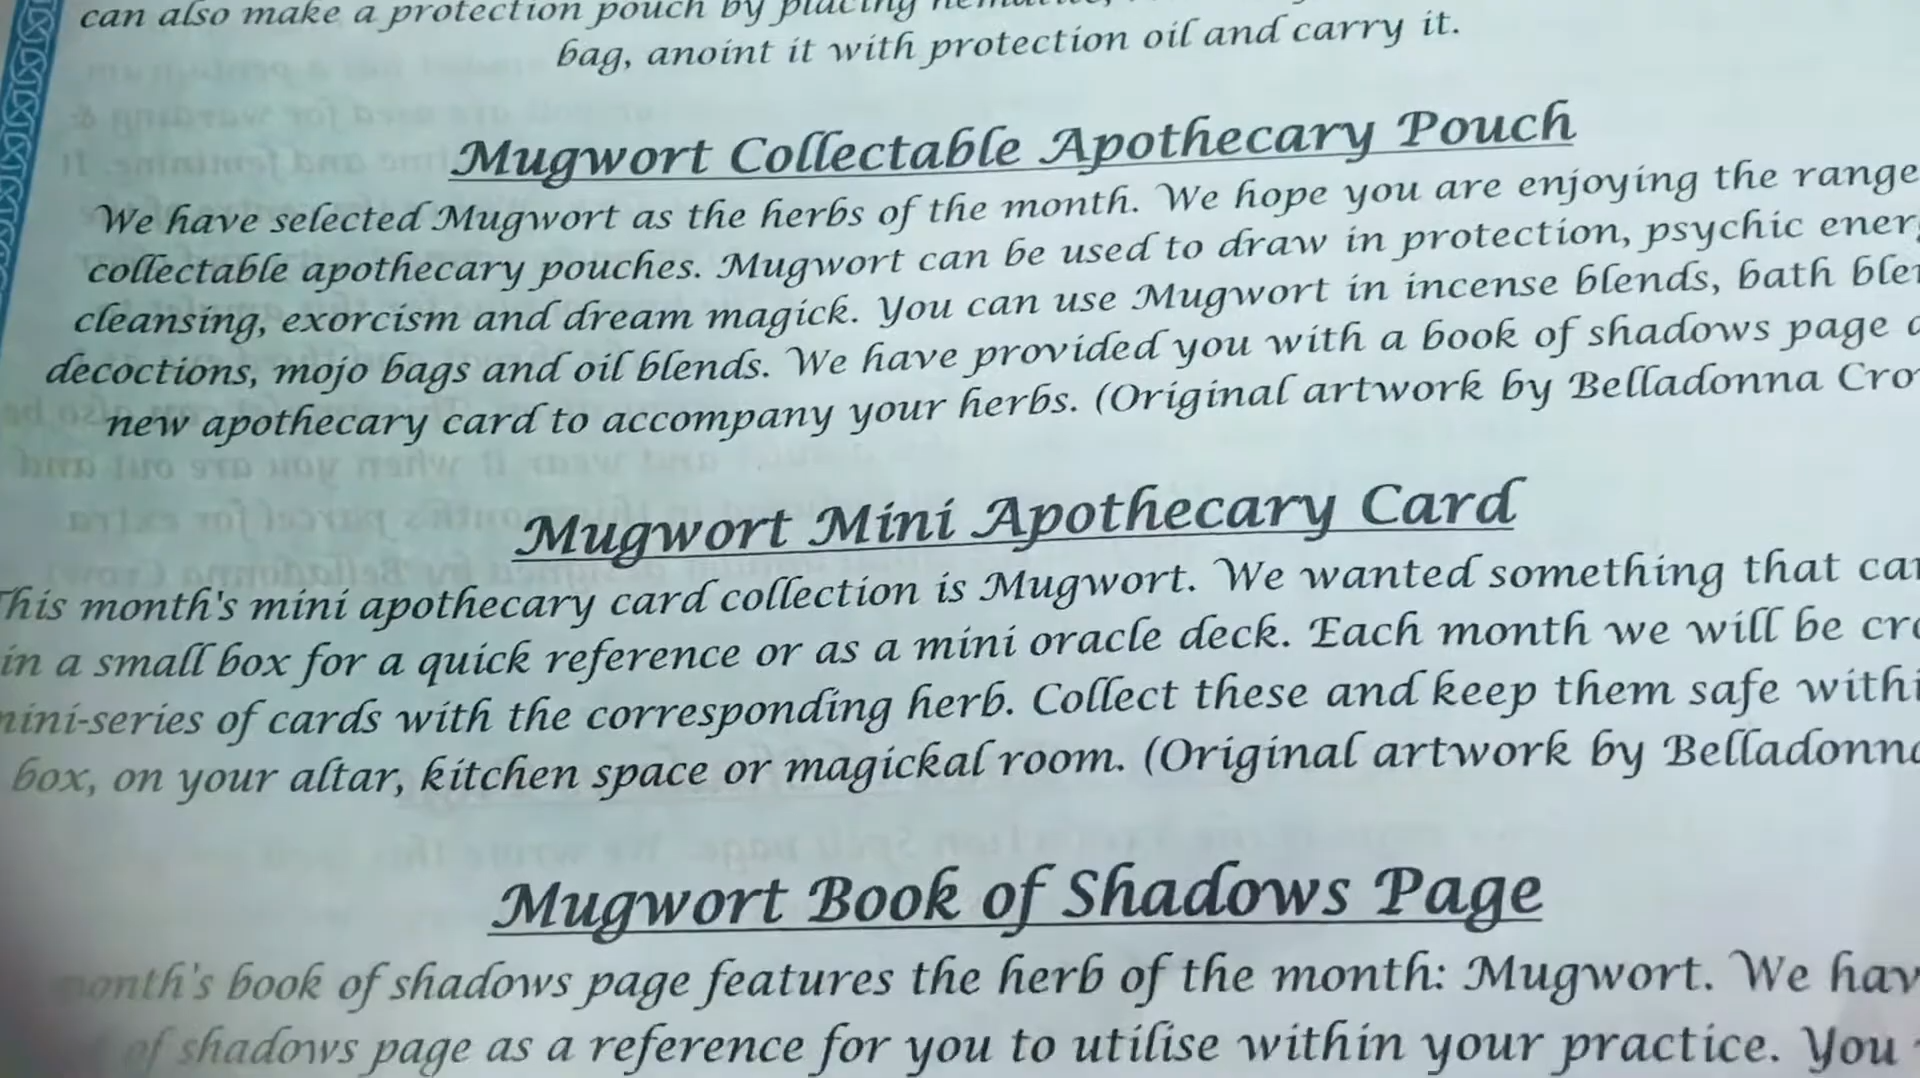 can also make a protection pouch by placing
bag, anoint it with protection oil and carry it.
Mugwort Collectable Apothecary Pouch
We have selected Mugwort as the herbs of the month. We hope you are enjoying the range
collectable apothecary pouches. Mugwort can be used to draw in protection, psychic
cleansing, exorcism and dream magick. You can use Mugwort in incense blends, bath
decoctions, mojo bags and oil blends. We have provided you with a book of shadows page
new apothecary card to accompany your herbs. (Original artwork by Belladonna
Mugwort Mini Apothecary Card
This month's mini apothecary card collection is Mugwort. We wanted something that
in a small box for a quick reference or as a mini oracle deck. Each month we will be
mini-series of cards with the corresponding herb. Collect these and keep them safe
box, on your altar, kitchen space or magickal room. (Original artwork by Belladonna
Mugwort Book of Shadows Page
month's book of shadows page features the herb of the month: Mugwort. We
of shadows page as a reference for you to utilise within your practice. You